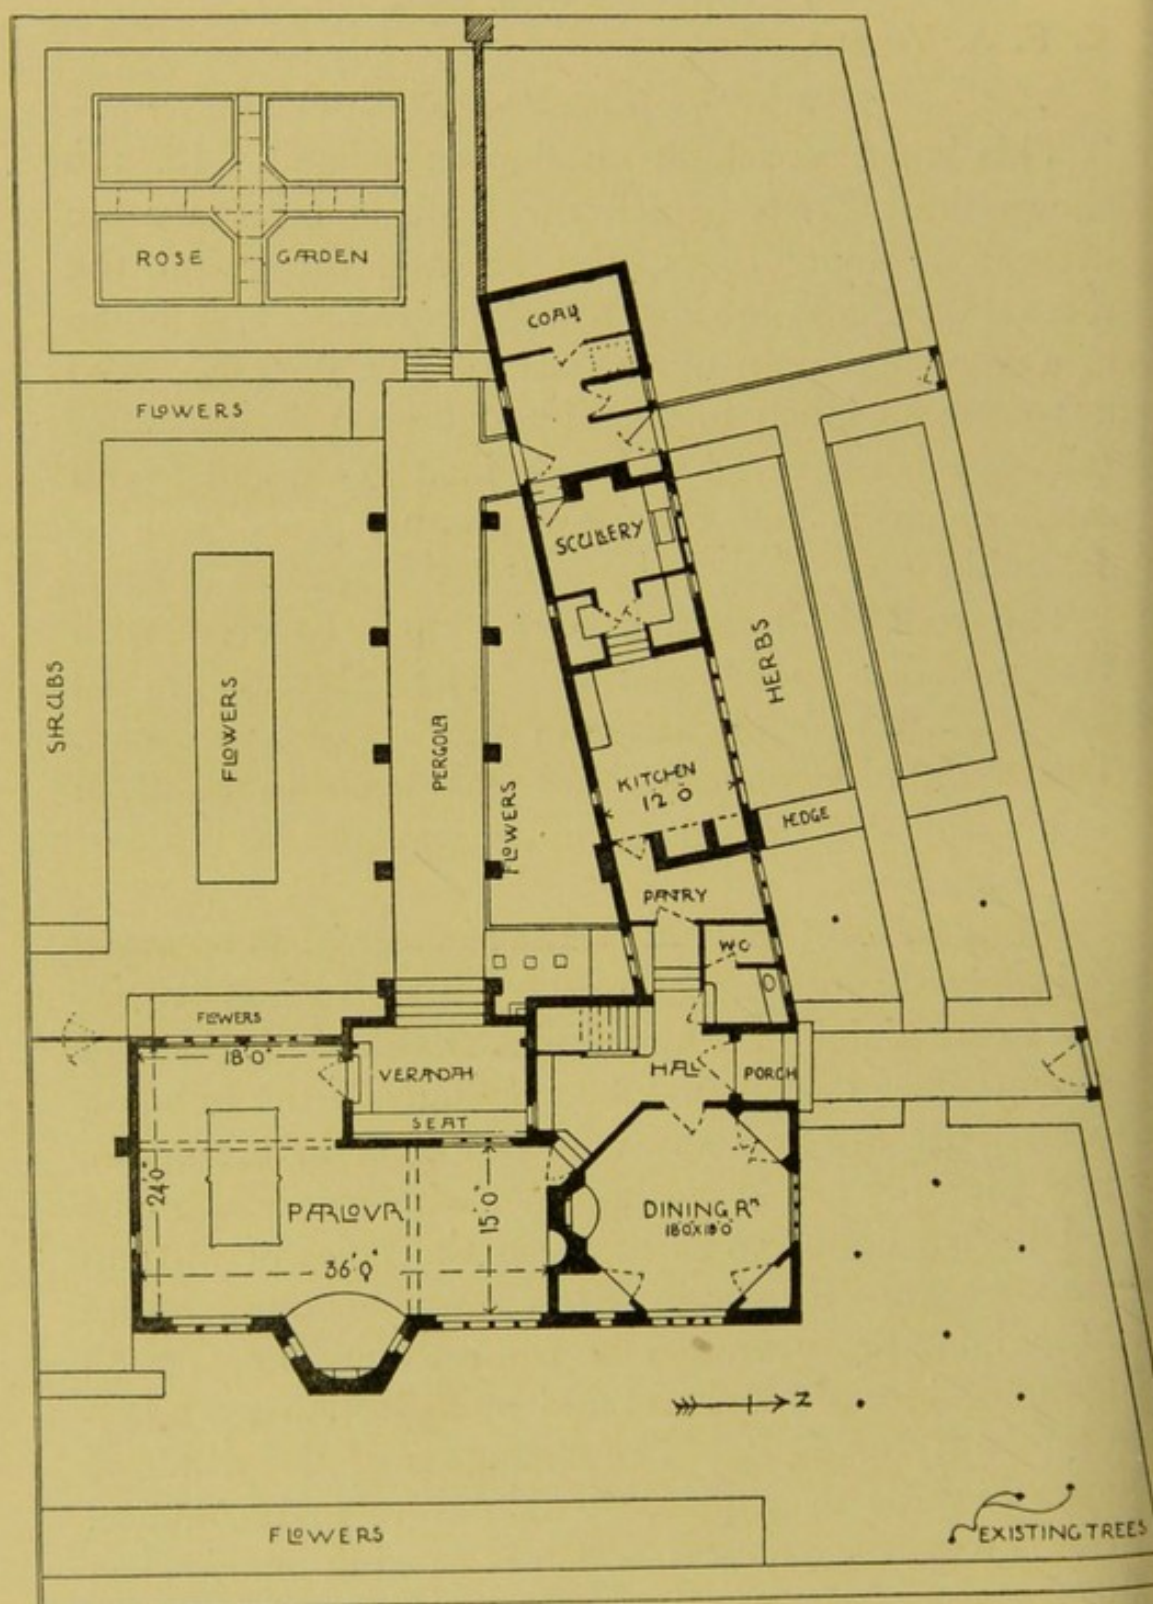 ROSE GARDEN
COAL
FLOWERS
SCULLERY
SHRUBS
FLOWERS
PERGOLA
FLOWERS
HERBS
KITCHEN
12'0
HEDGE
PANTRY
WC
FLOWERS
18'0"
VERANDAH
SEAT
HALL
PORCH
24'0"
PARLOVR
15'0"
36'0"
DINING Rm
18'0"X18'0"
N
EXISTING TREES
FLOWERS